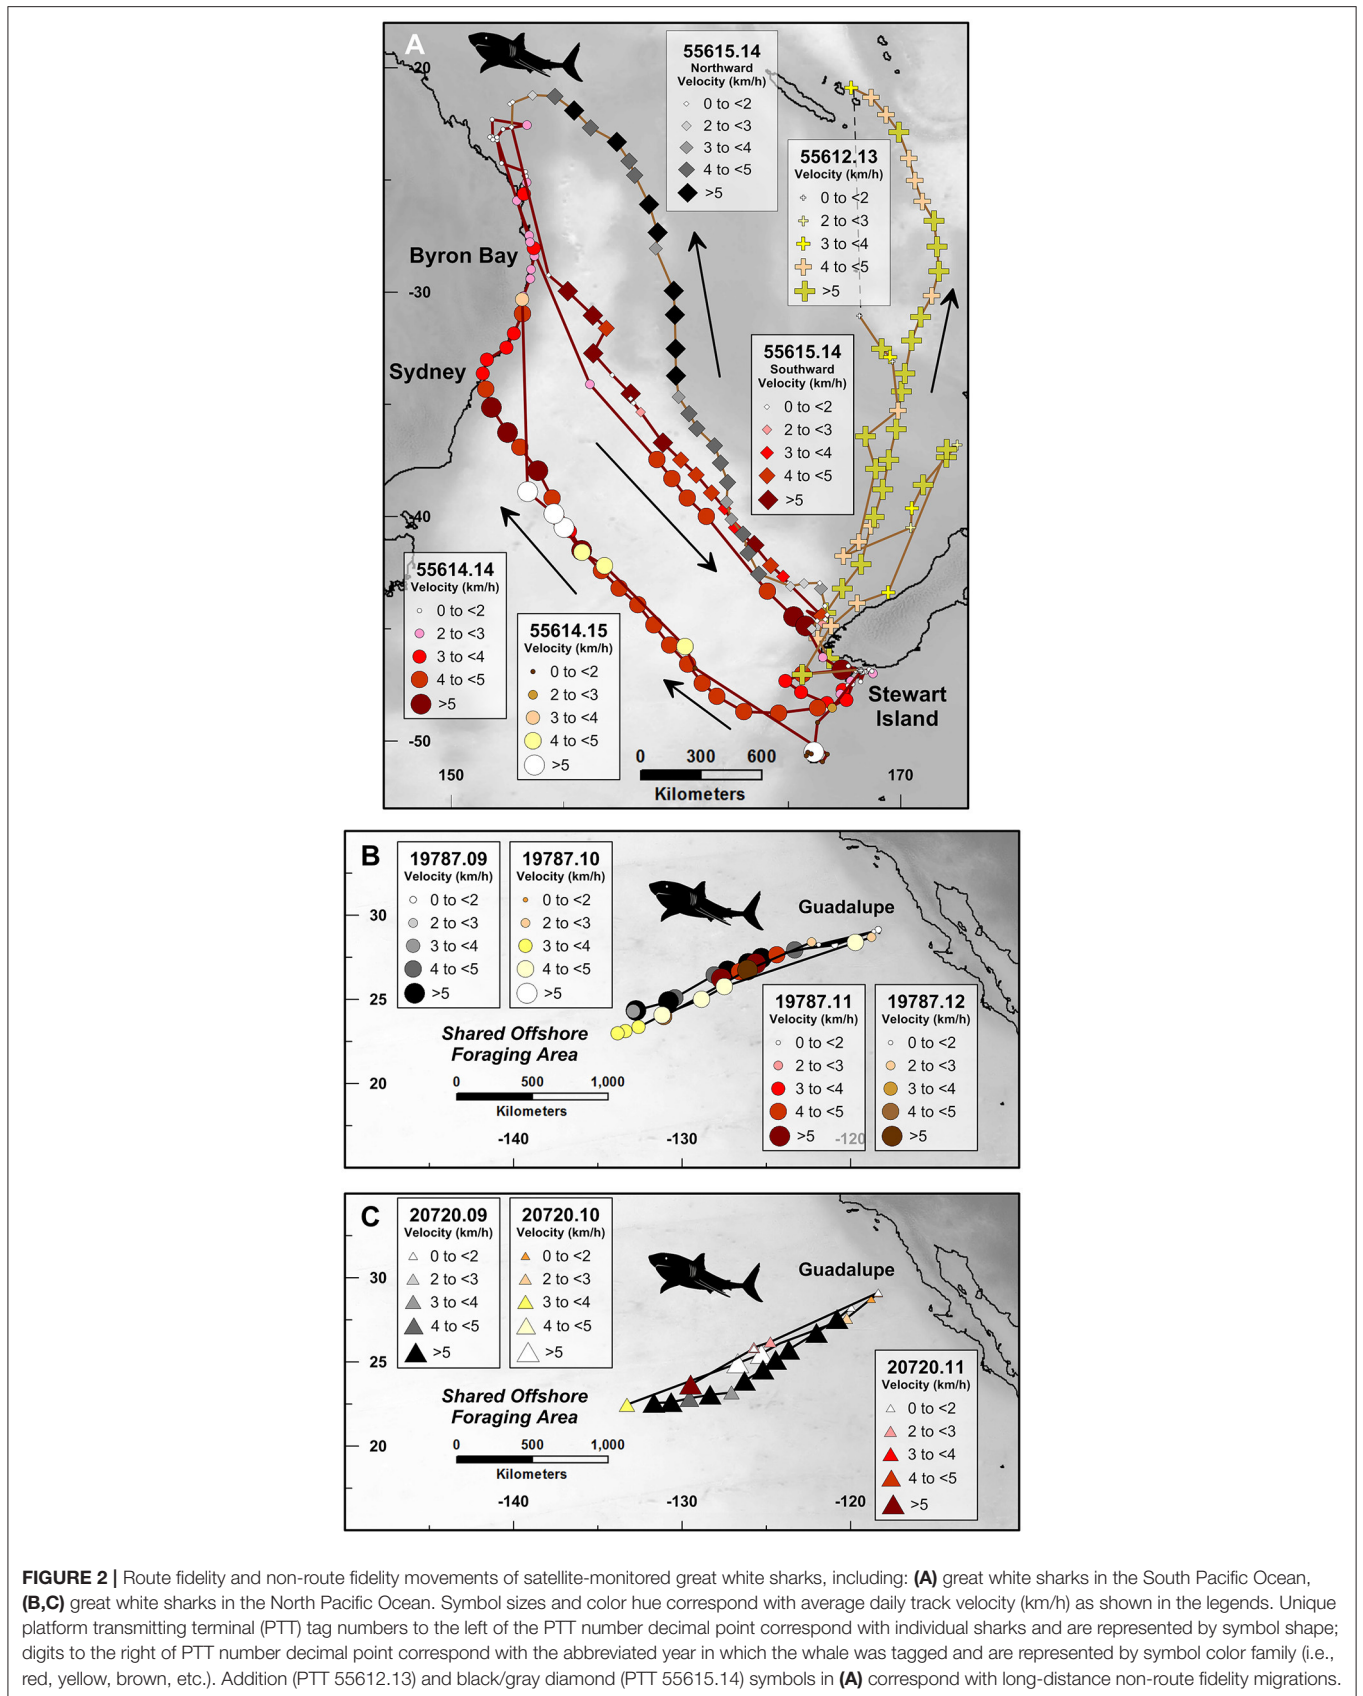 A
-20
-30
-40
-50
150
170
Byron Bay
Sydney
Stewart
Island
55615.14
Northward
Velocity (km/h)
0 to <2
2 to <3
3 to <4
4 to <5
>5
55612.13
Velocity (km/h)
0 to <2
2 to <3
3 to <4
4 to <5
>5
55615.14
Southward
Velocity (km/h)
0 to <2
2 to <3
3 to <4
4 to <5
>5
55614.14
Velocity (km/h)
0 to <2
2 to <3
3 to <4
4 to <5
>5
55614.15
Velocity (km/h)
0 to <2
2 to <3
3 to <4
4 to <5
>5
0 300 600
Kilometers
B
19787.09
Velocity (km/h)
0 to <2
2 to <3
3 to <4
4 to <5
>5
19787.10
Velocity (km/h)
0 to <2
2 to <3
3 to <4
4 to <5
>5
Guadalupe
30
25
20
Shared Offshore
Foraging Area
0 500 1,000
Kilometers
-140
-130
-120
19787.11
Velocity (km/h)
0 to <2
2 to <3
3 to <4
4 to <5
>5
19787.12
Velocity (km/h)
0 to <2
2 to <3
3 to <4
4 to <5
>5
C
20720.09
Velocity (km/h)
0 to <2
2 to <3
3 to <4
4 to <5
>5
20720.10
Velocity (km/h)
0 to <2
2 to <3
3 to <4
4 to <5
>5
Guadalupe
30
25
20
Shared Offshore
Foraging Area
0 500 1,000
Kilometers
-140
-130
-120
20720.11
Velocity (km/h)
0 to <2
2 to <3
3 to <4
4 to <5
>5
FIGURE 2 | Route fidelity and non-route fidelity movements of satellite-monitored great white sharks, including: (A) great white sharks in the South Pacific Ocean,
(B,C) great white sharks in the North Pacific Ocean. Symbol sizes and color hue correspond with average daily track velocity (km/h) as shown in the legends. Unique
platform transmitting terminal (PTT) tag numbers to the left of the PTT number decimal point correspond with individual sharks and are represented by symbol shape;
digits to the right of PTT number decimal point correspond with the abbreviated year in which the whale was tagged and are represented by symbol color family (i.e.,
red, yellow, brown, etc.). Addition (PTT 55612.13) and black/gray diamond (PTT 55615.14) symbols in (A) correspond with long-distance non-route fidelity migrations.